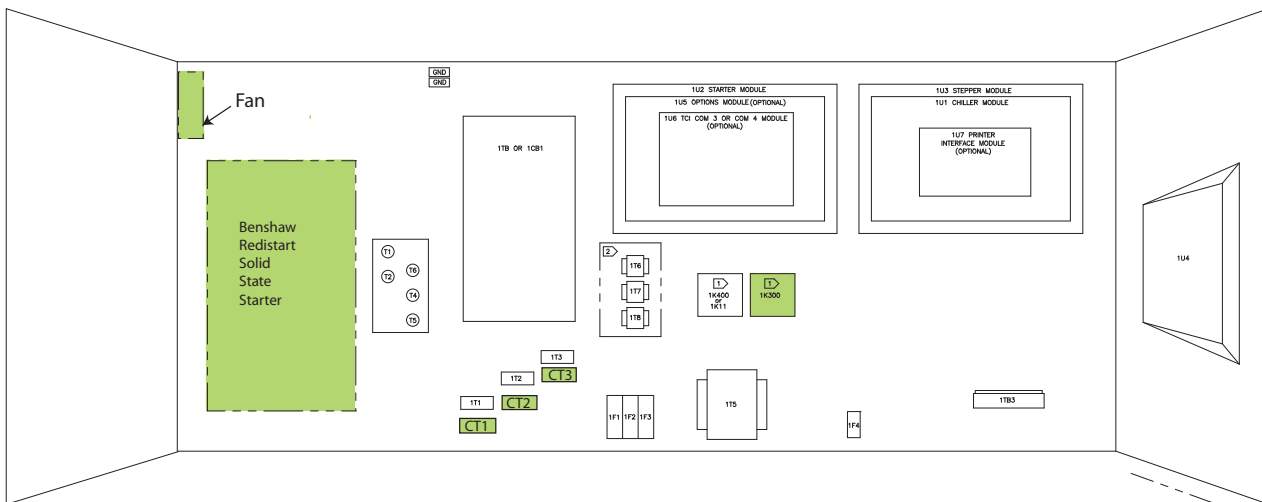 Fan
GND
GND
1U2 STARTER MODULE
1U5 OPTIONS MODULE (OPTIONAL)
1U6 TCI COM 3 OR COM 4 MODULE
(OPTIONAL)
1U3 STEPPER MODULE
1U1 CHILLER MODULE
1U7 PRINTER
INTERFACE MODULE
(OPTIONAL)
1TB OR 1CB1
Benshaw
Redistart
Solid
State
Starter
T1
T2
T6
T4
T5
2
1T6
1T7
1T8
1
1K400
or
1K11
1
1K300
1U4
1T3
CT3
1T2
CT2
1T1
CT1
1F1
1F2
1F3
1T5
1F4
1TB3